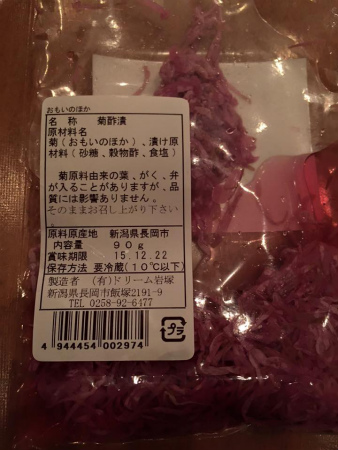 おもいのほか
名　称　　菊酢漬
原材料名
菊（おもいのほか）、漬け原
材料（砂糖、穀物酢、食塩）
菊原料由来の葉、がく、弁
が入ることがありますが、品
質には影響ありません。
そのままお召し上がり下さい
原料原産地　新潟県長岡市
内容量　９０ｇ
賞味期限　15.12.22
保存方法　要冷蔵（１０℃以下）
製造者　（有）ドリーム岩塚
新潟県長岡市飯塚2191-9
TEL 0258-92-6477
プラ
4 944454 002974